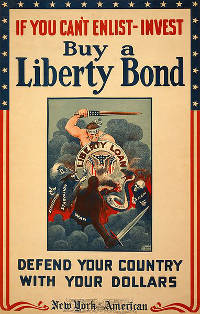 IF YOU CAN'T ENLIST-INVEST
Buy a
Liberty Bond
LIBERTY LOAN
DEFEND YOUR COUNTRY
WITH YOUR DOLLARS
New York American